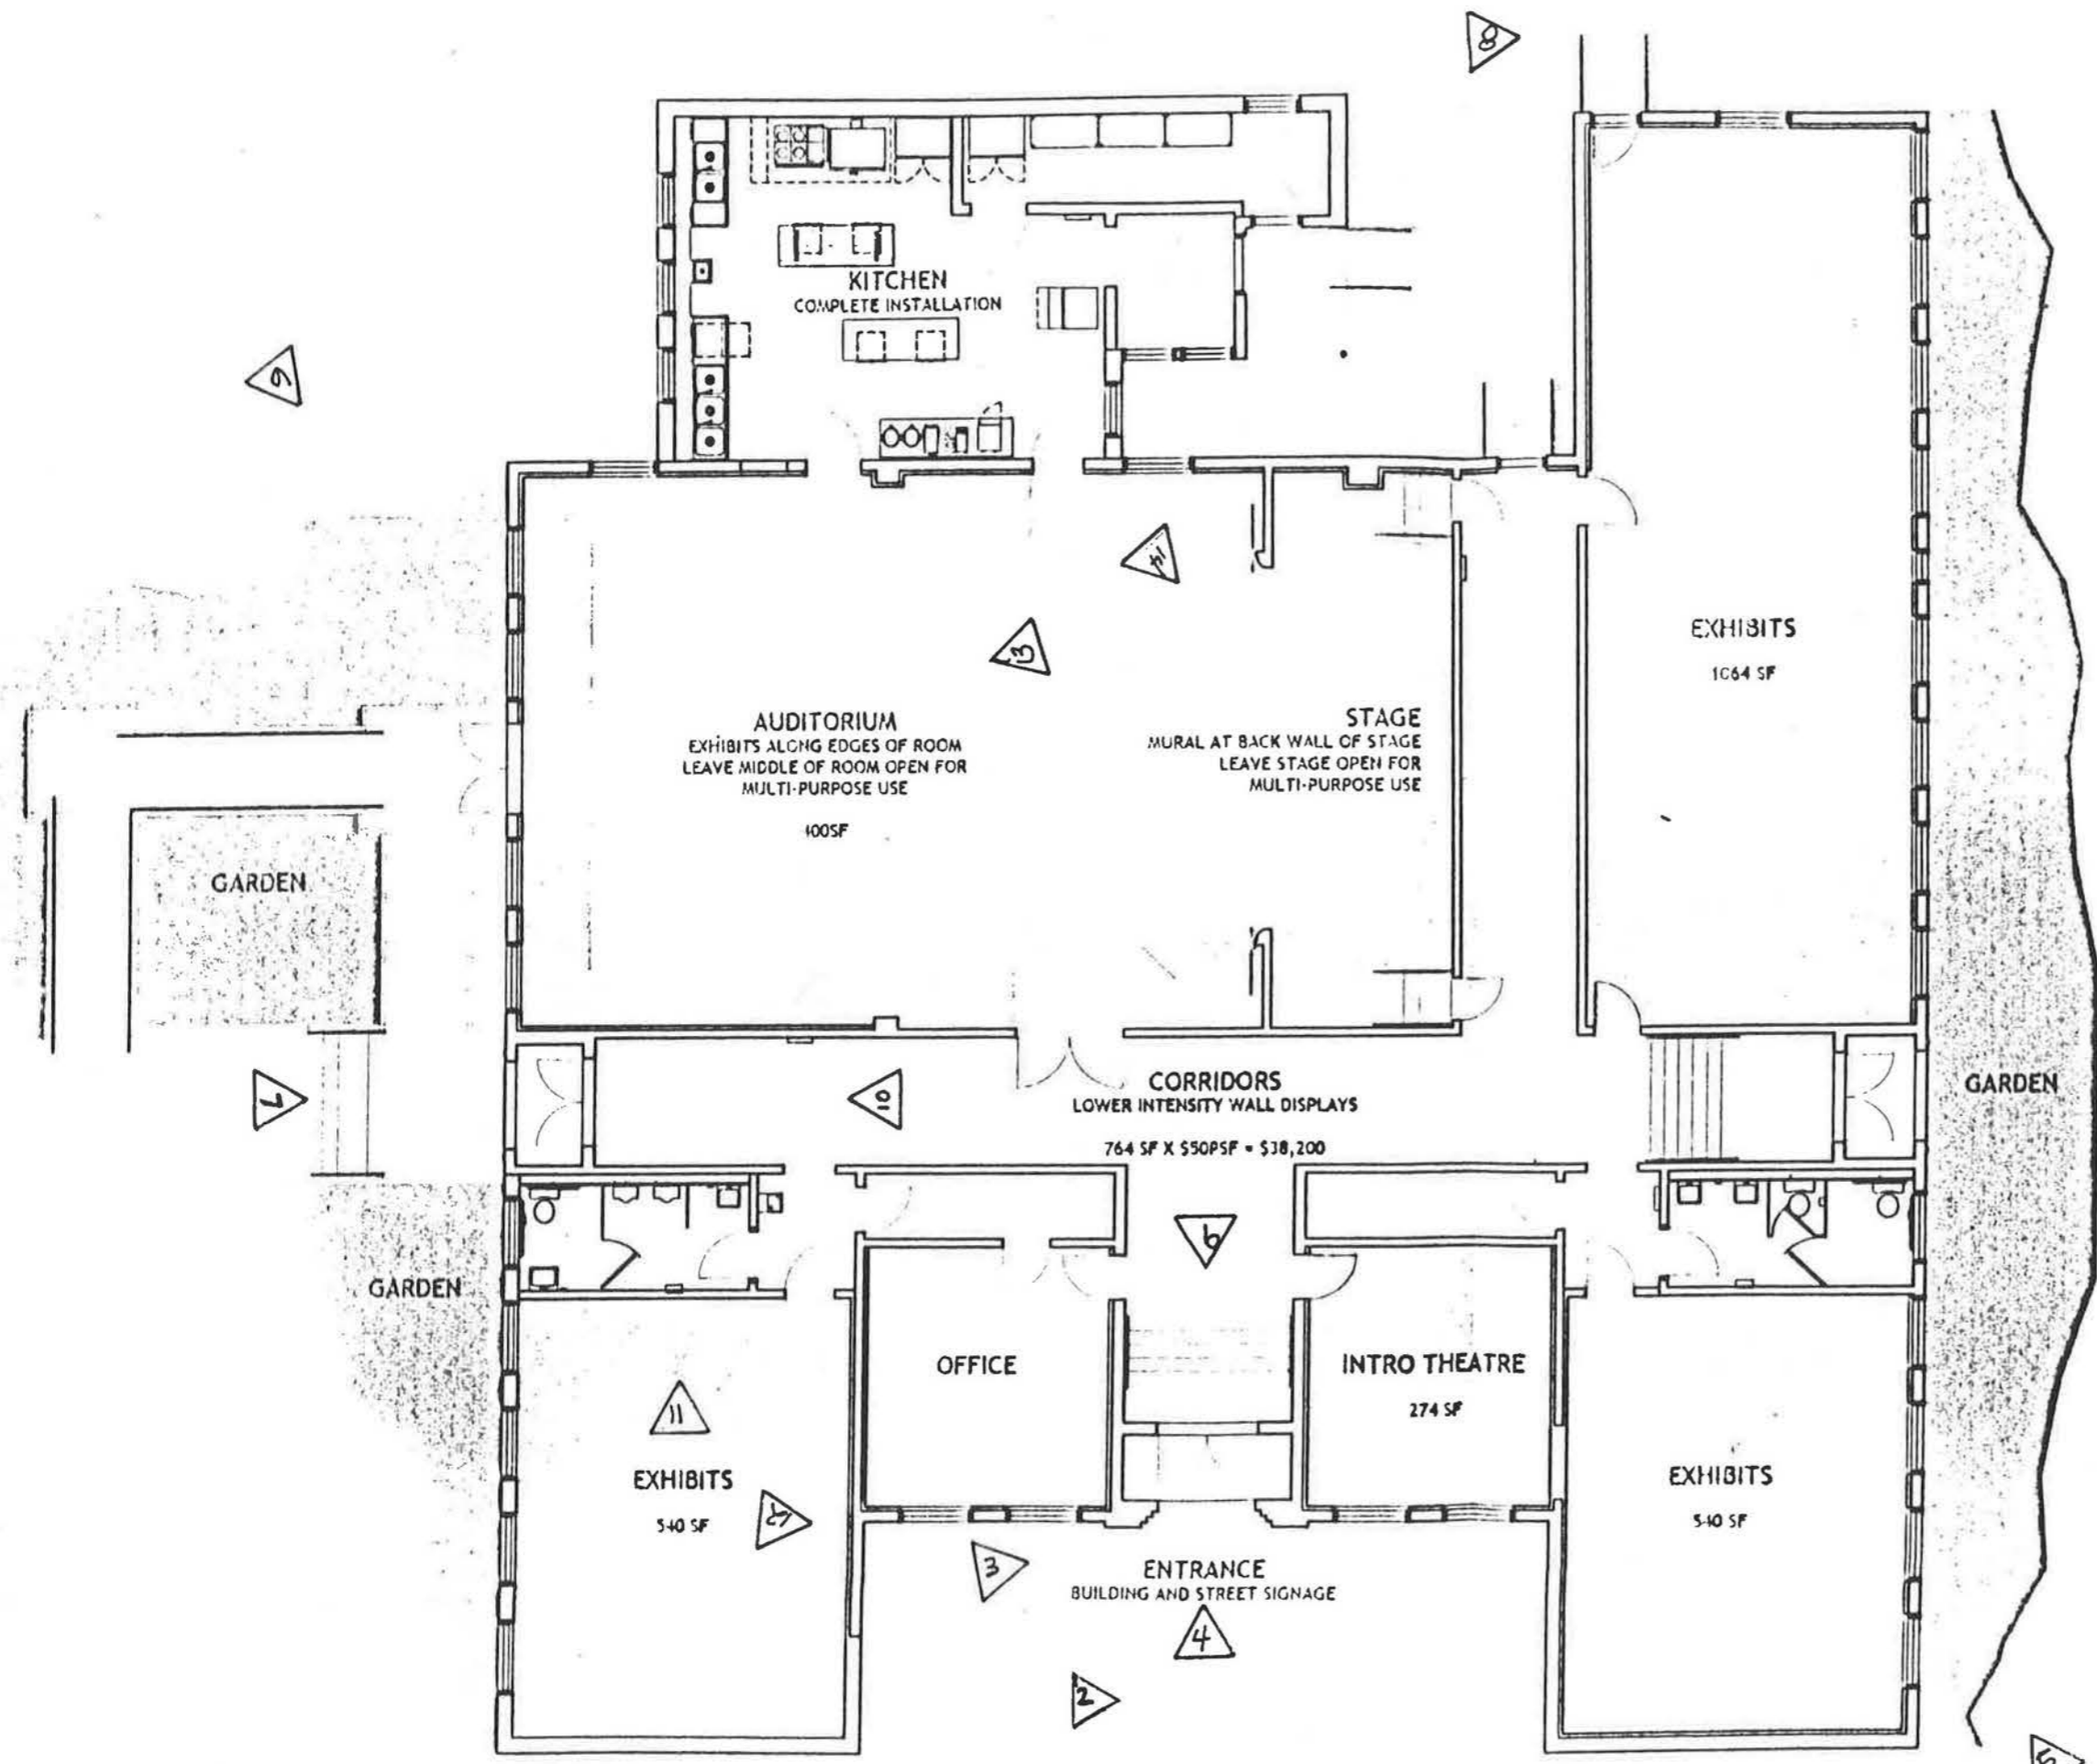 8
KITCHEN
COMPLETE INSTALLATION
9
14
13
EXHIBITS
1064 SF
AUDITORIUM
EXHIBITS ALONG EDGES OF ROOM
LEAVE MIDDLE OF ROOM OPEN FOR
MULTI-PURPOSE USE
STAGE
MURAL AT BACK WALL OF STAGE
LEAVE STAGE OPEN FOR
MULTI-PURPOSE USE
GARDEN
7
10
CORRIDORS
LOWER INTENSITY WALL DISPLAYS
764 SF X $50PSF = $38,200
GARDEN
6
GARDEN
OFFICE
INTRO THEATRE
274 SF
11
EXHIBITS
540 SF
12
EXHIBITS
540 SF
3
ENTRANCE
BUILDING AND STREET SIGNAGE
4
2